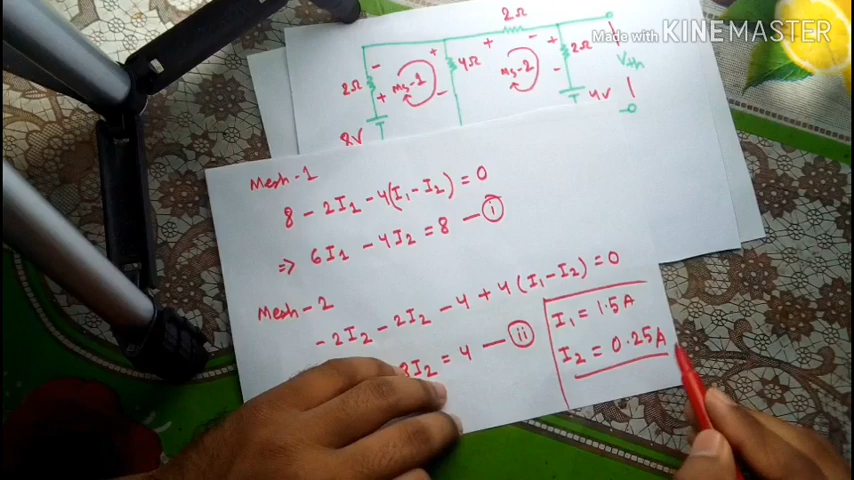 Made with KINEMASTER
2Ω
2Ω
+
-
4Ω
+
-
+
-
2Ω
+
-
Ms-1
Ms-2
Vth
8V
4V
Mesh-1
8 - 2I1 - 4(I1 - I2) = 0
=> 6I1 - 4I2 = 8 — (i)
Mesh-2
-2I2 - 2I2 - 4 + 4(I1 - I2) = 0
8I2 = 4 — (ii)
I1 = 1.5A
I2 = 0.25A